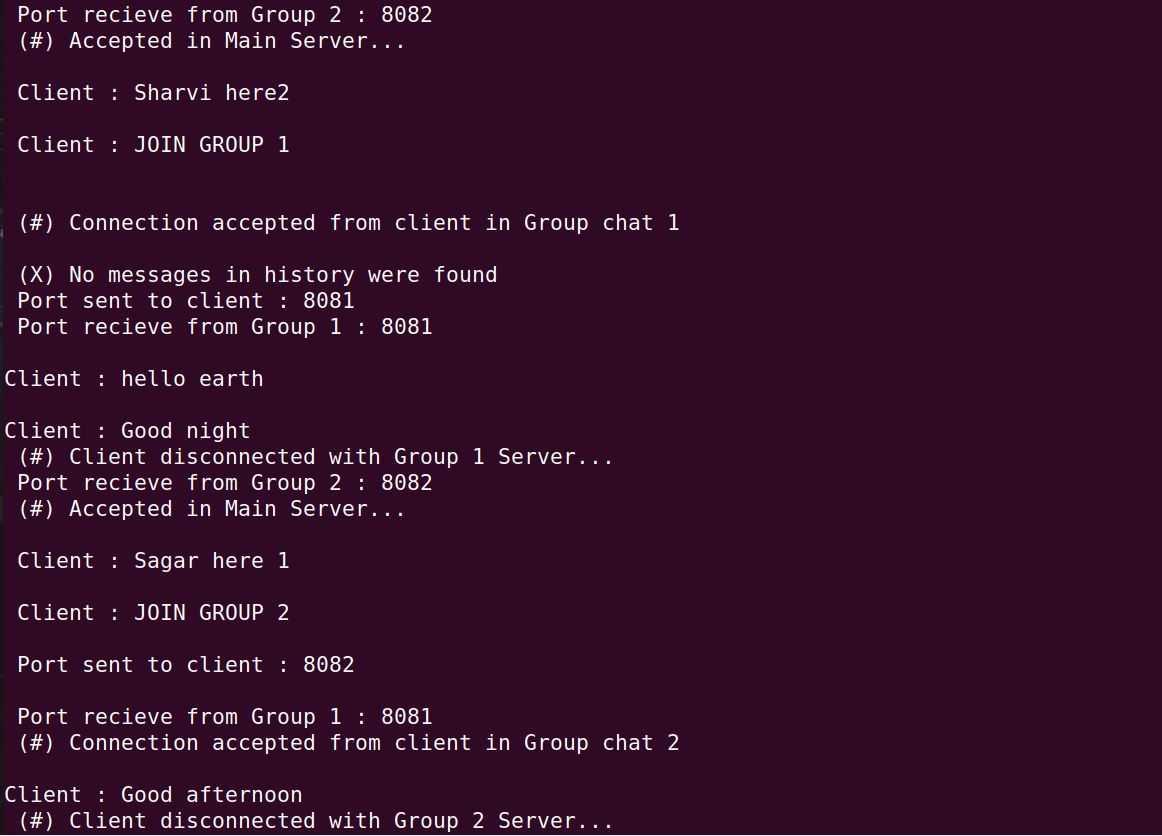 Port recieve from Group 2 : 8082
(#) Accepted in Main Server...
Client : Sharvi here2
Client : JOIN GROUP 1
(#) Connection accepted from client in Group chat 1
(X) No messages in history were found
Port sent to client : 8081
Port recieve from Group 1 : 8081
Client : hello earth
Client : Good night
(#) Client disconnected with Group 1 Server...
Port recieve from Group 2 : 8082
(#) Accepted in Main Server...
Client : Sagar here 1
Client : JOIN GROUP 2
Port sent to client : 8082
Port recieve from Group 1 : 8081
(#) Connection accepted from client in Group chat 2
Client : Good afternoon
(#) Client disconnected with Group 2 Server...